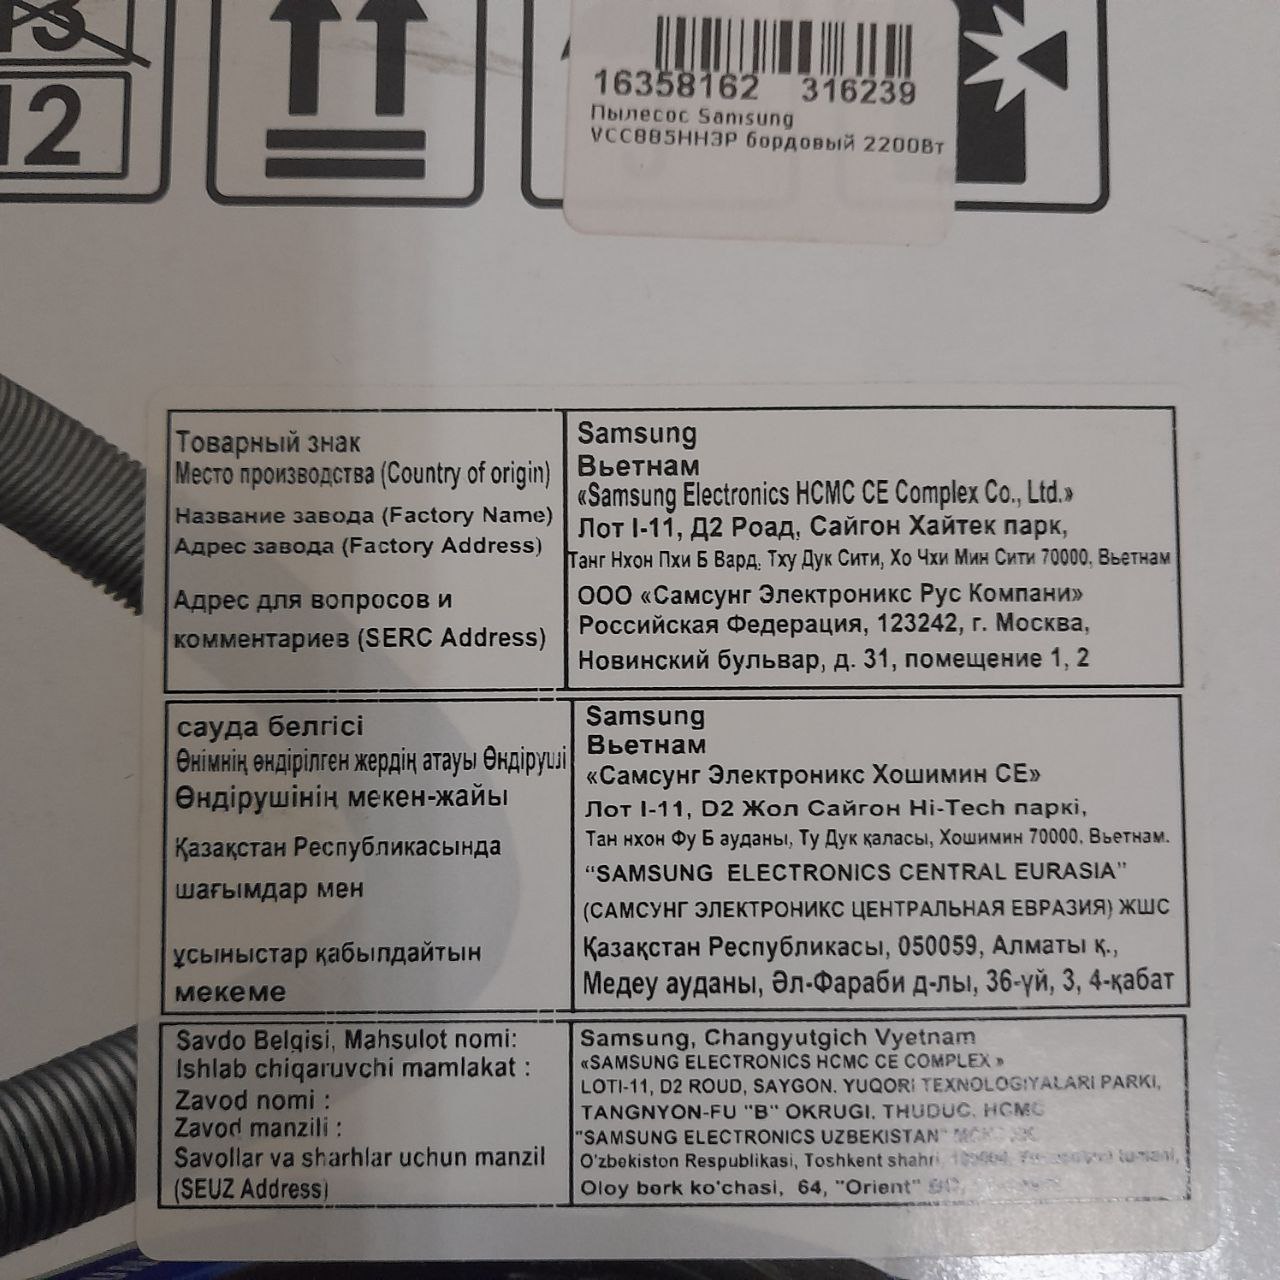 12
16358162 316239
Пылесос Samsung
VCC885HH3P бордовый 2200Вт
Товарный знак
Samsung
Место производства (Country of origin)
Вьетнам
Название завода (Factory Name)
«Samsung Electronics HCMC CE Complex Co., Ltd.»
Адрес завода (Factory Address)
Лот I-11, Д2 Роад, Сайгон Хайтек парк,
Танг Нхон Пхи Б Вард, Тху Дук Сити, Хо Чхи Мин Сити 70000, Вьетнам
Адрес для вопросов и
комментариев (SERC Address)
ООО «Самсунг Электроникс Рус Компани»
Российская Федерация, 123242, г. Москва,
Новинский бульвар, д. 31, помещение 1, 2
сауда белгісі
Өнімнің өндірілген жердің атауы Өндіруші
Өндірушінің мекен-жайы
Қазақстан Республикасында
шағымдар мен
ұсыныстар қабылдайтын
мекеме
Samsung
Вьетнам
«Самсунг Электроникс Хошимин СЕ»
Лот I-11, D2 Жол Сайгон Hi-Tech паркі,
Тан нхон Фу Б ауданы, Ту Дук қаласы, Хошимин 70000, Вьетнам.
“SAMSUNG ELECTRONICS CENTRAL EURASIA”
(САМСУНГ ЭЛЕКТРОНИКС ЦЕНТРАЛЬНАЯ ЕВРАЗИЯ) ЖШС
Қазақстан Республикасы, 050059, Алматы қ.,
Медеу ауданы, Әл-Фараби д-лы, 36-үй, 3, 4-қабат
Savdo Belgisi, Mahsulot nomi:
Ishlab chiqaruvchi mamlakat :
Zavod nomi :
Zavod manzili :
Savollar va sharhlar uchun manzil
(SEUZ Address)
Samsung, Changyutgich Vyetnam
«SAMSUNG ELECTRONICS HCMC CE COMPLEX »
LOTI-11, D2 ROUD, SAYGON. YUQORI TEXNOLOGIYALARI PARKI,
TANGNYON-FU "B" OKRUGI, THUDUC, HCMC
"SAMSUNG ELECTRONICS UZBEKISTAN"
O'zbekiston Respublikasi, Toshkent shahri,
Oloy bork ko'chasi, 64, "Orient"